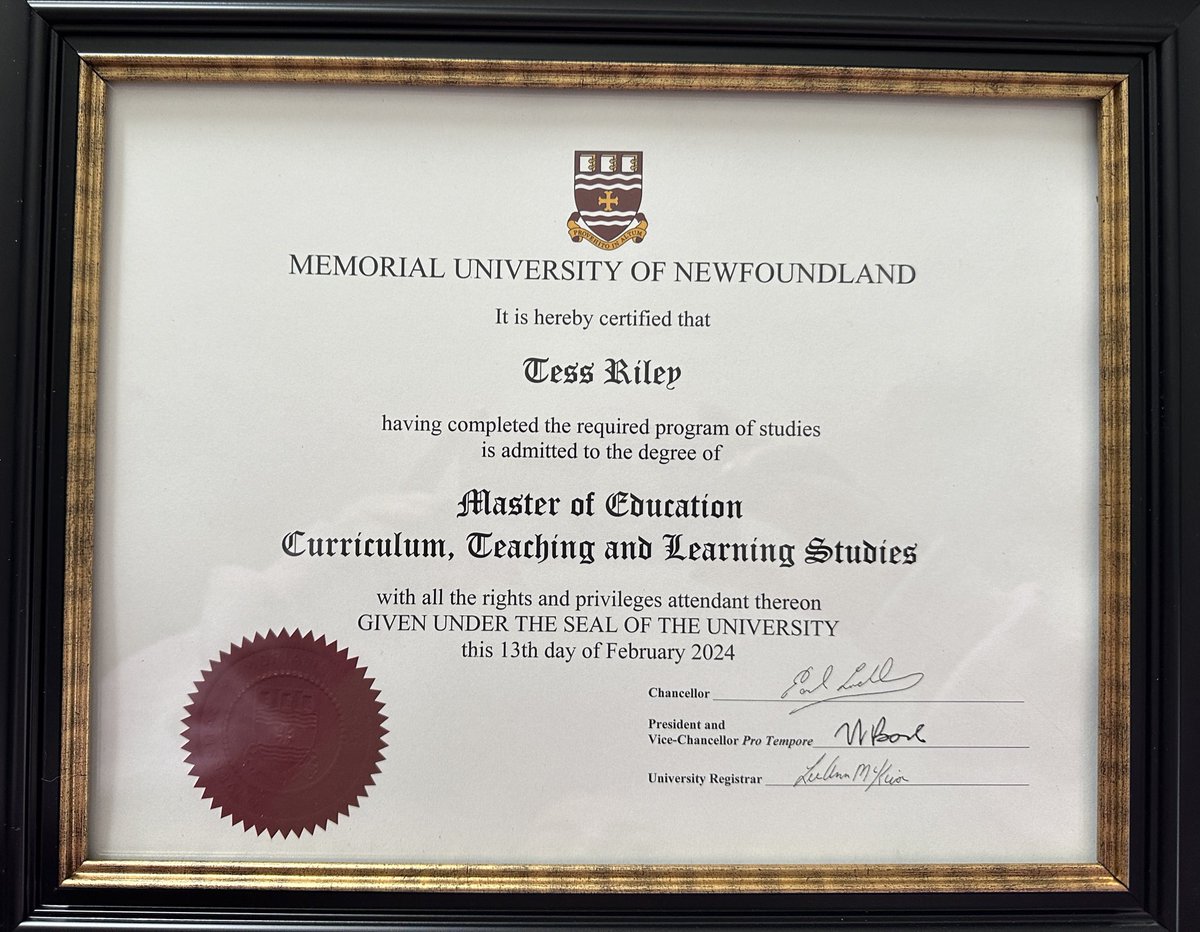 PROVEHITO IN ALTUM
MEMORIAL UNIVERSITY OF NEWFOUNDLAND
It is hereby certified that
Tess Riley
having completed the required program of studies
is admitted to the degree of
Master of Education
Curriculum, Teaching and Learning Studies
with all the rights and privileges attendant thereon
GIVEN UNDER THE SEAL OF THE UNIVERSITY
this 13th day of February 2024
Chancellor
President and
Vice-Chancellor Pro Tempore
University Registrar